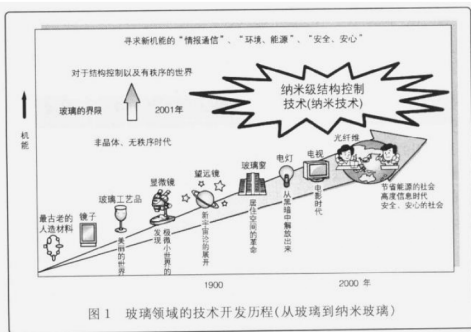 寻求新机能的“情报通信”、“环境、能源”、“安全、安心”
对于结构控制以及有秩序的世界
玻璃的界限
2001年
纳米级结构控制
技术(纳米技术)
机能
非晶体、无秩序时代
光纤维
电视
电灯
玻璃窗
望远镜
显微镜
玻璃工艺品
镜子
最古老的
人造材料
美丽的世界
极微小世界的
发现
新宇宙论的展开
居住空间的革命
从黑暗中解放出来
电影时代
节省能源的社会
高度信息时代
安全、安心的社会
1900
2000 年
图 1 玻璃领域的技术开发历程(从玻璃到纳米玻璃)